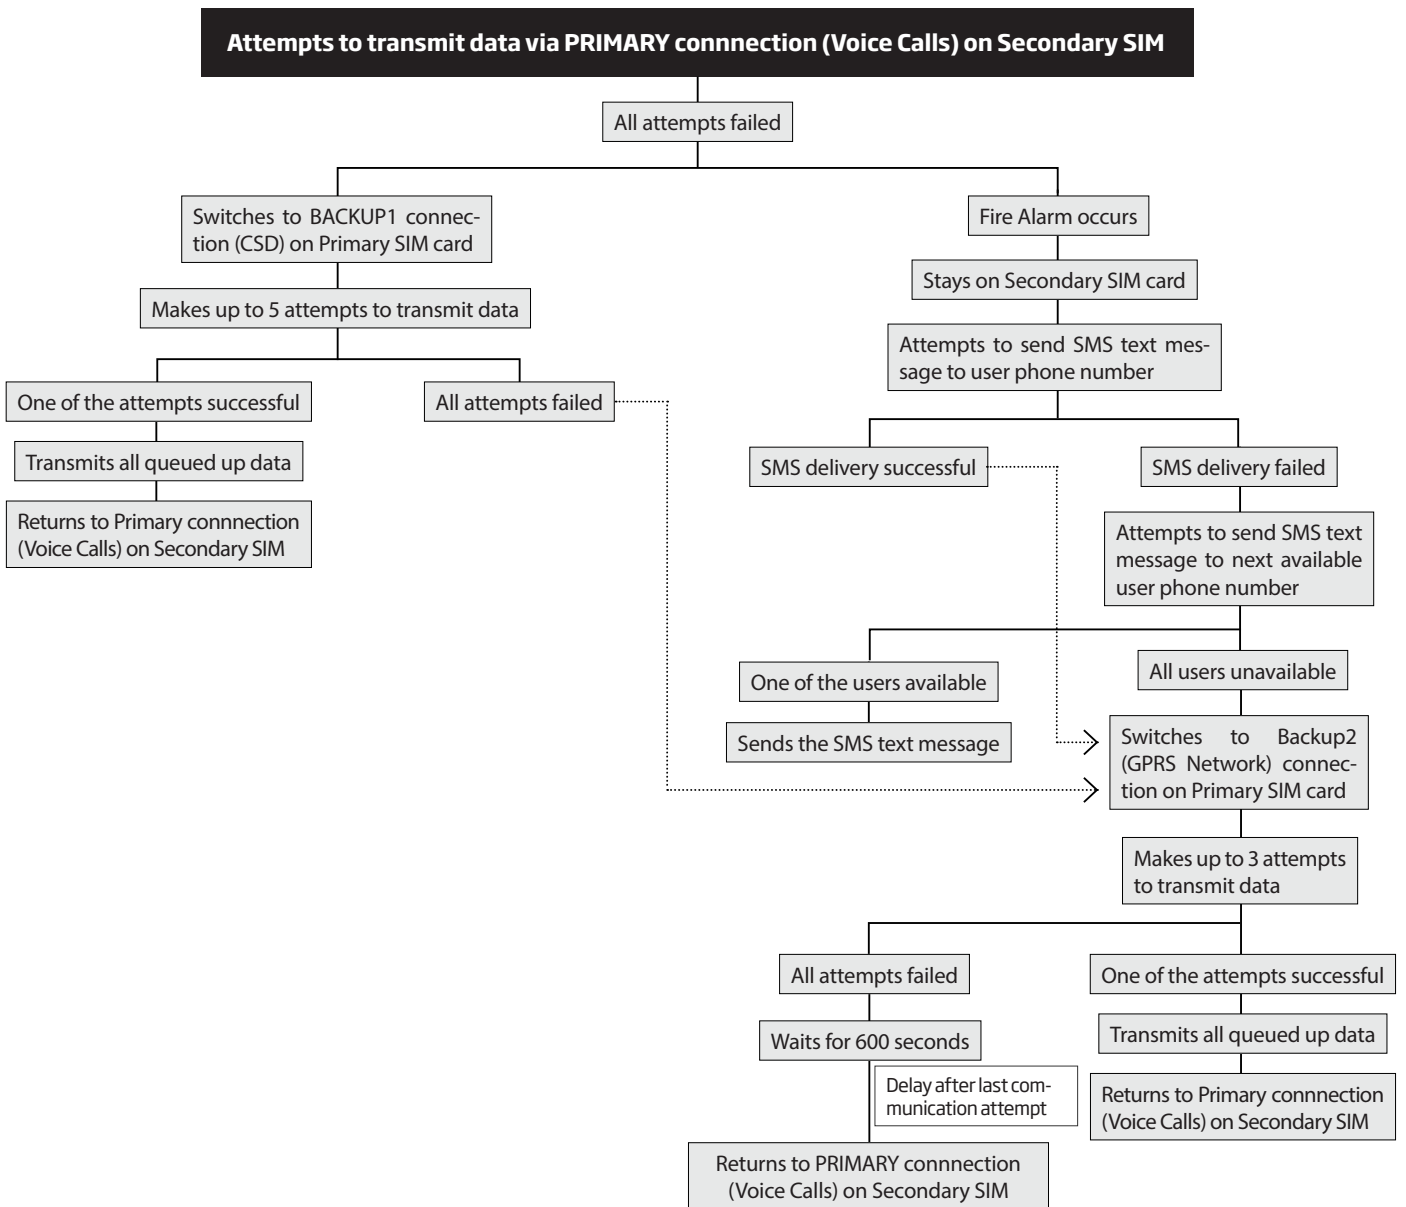 Attempts to transmit data via PRIMARY connnection (Voice Calls) on Secondary SIM
All attempts failed
Switches to BACKUP1 connec-
tion (CSD) on Primary SIM card
Makes up to 5 attempts to transmit data
One of the attempts successful
Transmits all queued up data
Returns to Primary connnection
(Voice Calls) on Secondary SIM
All attempts failed
Fire Alarm occurs
Stays on Secondary SIM card
Attempts to send SMS text mes-
sage to user phone number
SMS delivery successful
SMS delivery failed
Attempts to send SMS text
message to next available
user phone number
One of the users available
Sends the SMS text message
All users unavailable
Switches to Backup2
(GPRS Network) connec-
tion on Primary SIM card
Makes up to 3 attempts
to transmit data
All attempts failed
Waits for 600 seconds
Delay after last com-
munication attempt
Returns to PRIMARY connnection
(Voice Calls) on Secondary SIM
One of the attempts successful
Transmits all queued up data
Returns to Primary connnection
(Voice Calls) on Secondary SIM